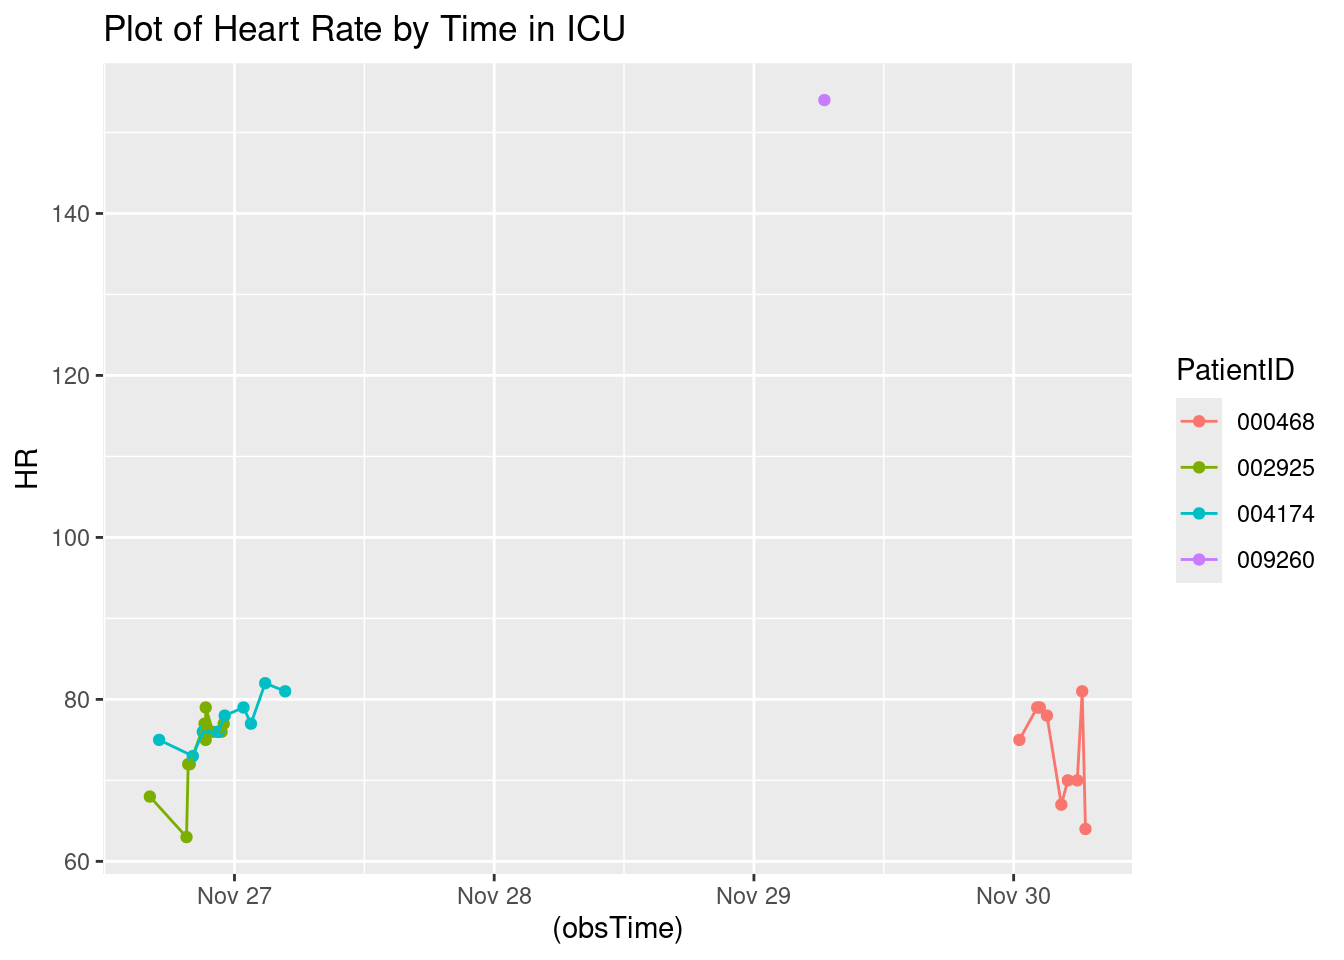 Plot of Heart Rate by Time in ICU
HR
140
120
100
80
60
Nov 27
Nov 28
Nov 29
Nov 30
(obsTime)
PatientID
000468
002925
004174
009260